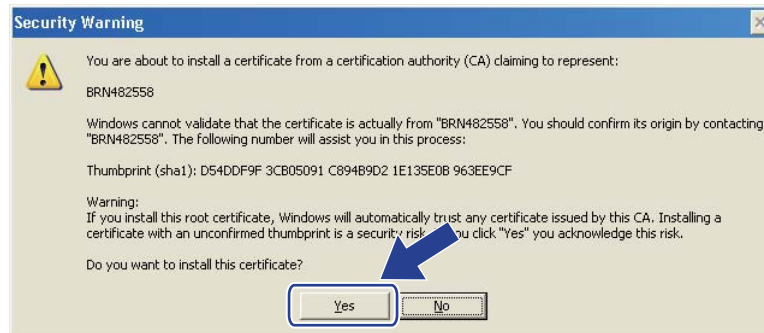 Security Warning
You are about to install a certificate from a certification authority (CA) claiming to represent:
BRN482558
Windows cannot validate that the certificate is actually from "BRN482558". You should confirm its origin by contacting
"BRN482558". The following number will assist you in this process:
Thumbprint (sha1): D54DDF9F 3CB05091 C894B9D2 1E135E0B 963EE9CF
Warning:
If you install this root certificate, Windows will automatically trust any certificate issued by this CA. Installing a
certificate with an unconfirmed thumbprint is a security risk. you click "Yes" you acknowledge this risk.
Do you want to install this certificate?
Yes No